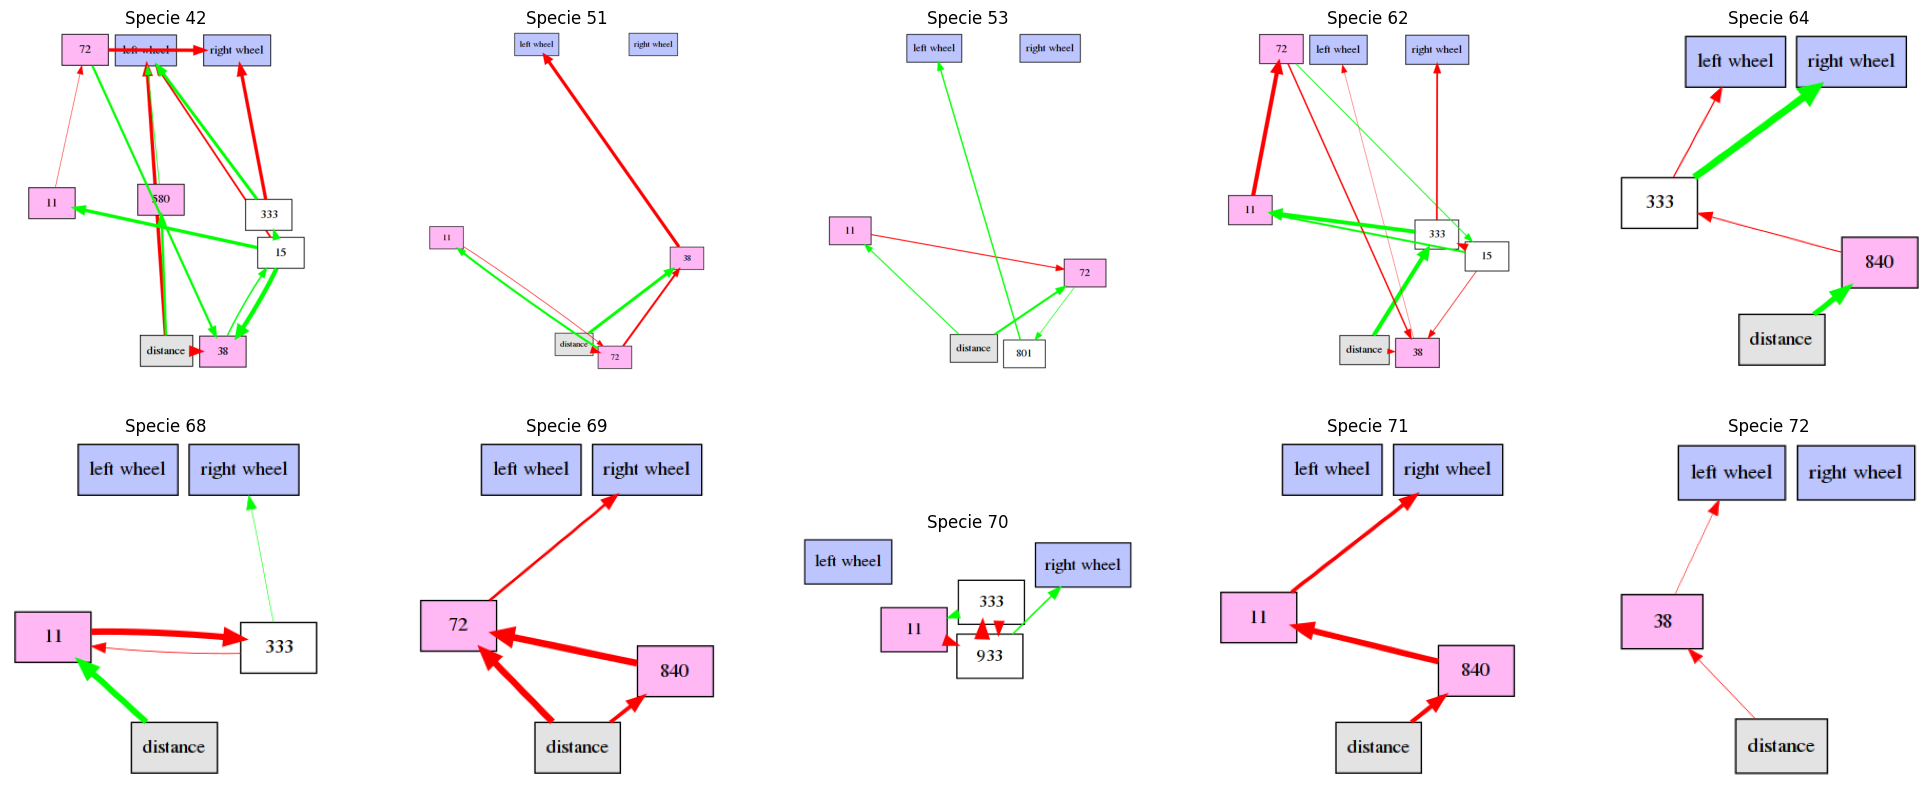 Specie 42
72
left wheel
right wheel
11
580
333
15
distance
38
Specie 51
left wheel
right wheel
11
38
distance
72
Specie 53
left wheel
right wheel
11
72
distance
801
Specie 62
72
left wheel
right wheel
11
333
15
distance
38
Specie 64
left wheel
right wheel
333
840
distance
Specie 68
left wheel
right wheel
11
333
distance
Specie 69
left wheel
right wheel
72
840
distance
Specie 70
left wheel
right wheel
333
11
933
Specie 71
left wheel
right wheel
11
840
distance
Specie 72
left wheel
right wheel
38
distance